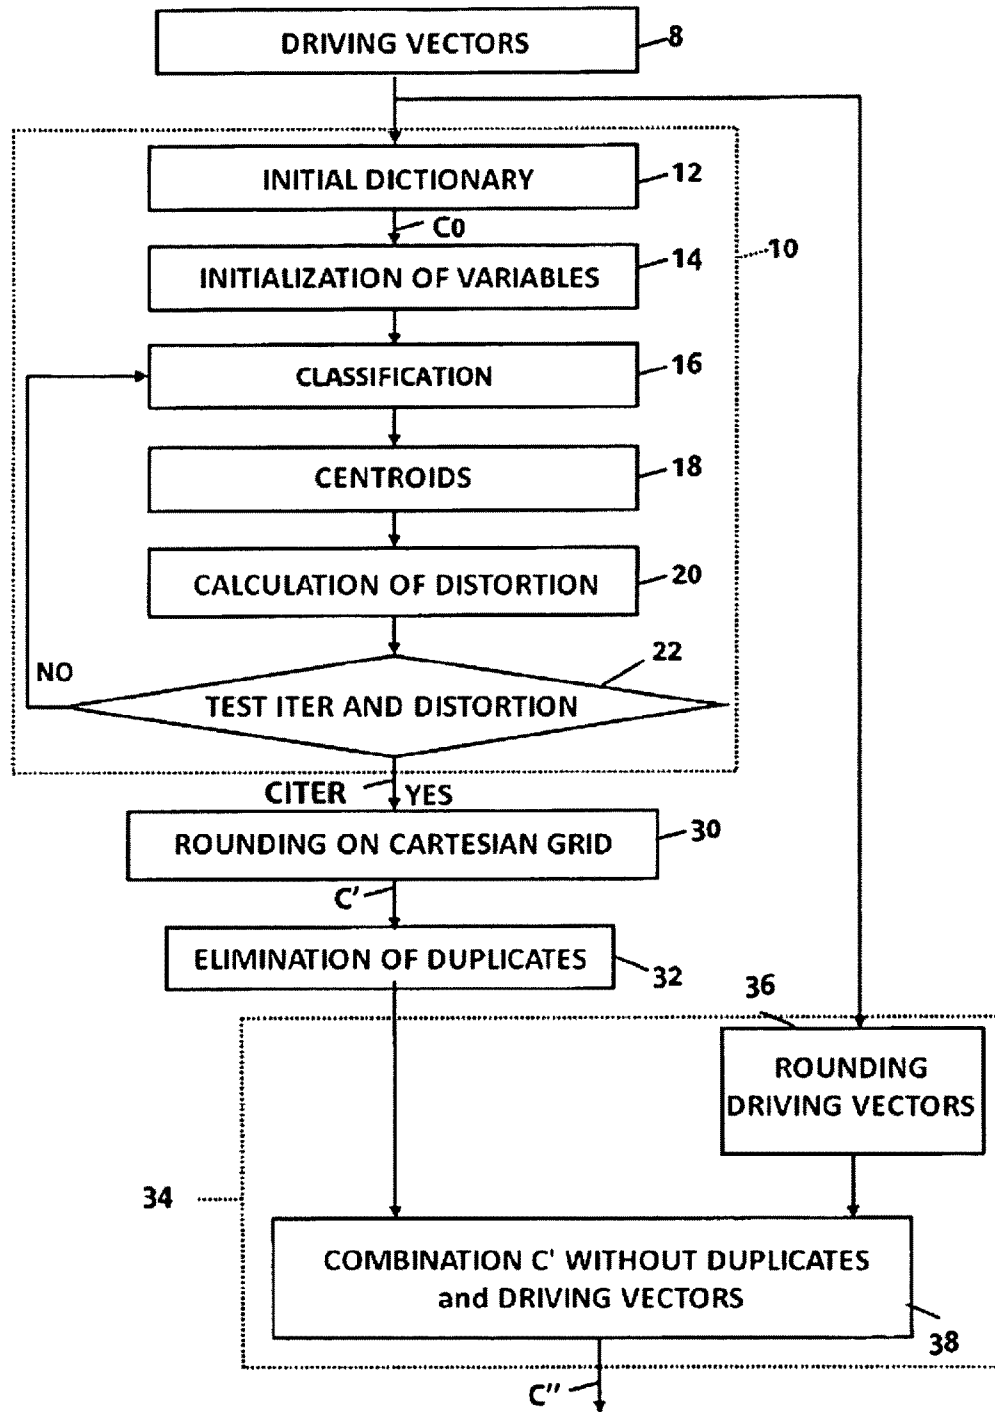 DRIVING VECTORS
8
INITIAL DICTIONARY
12
C0
INITIALIZATION OF VARIABLES
14
10
CLASSIFICATION
16
CENTROIDS
18
CALCULATION OF DISTORTION
20
NO
22
TEST ITER AND DISTORTION
CITER
YES
ROUNDING ON CARTESIAN GRID
30
C'
ELIMINATION OF DUPLICATES
32
36
ROUNDING
DRIVING VECTORS
34
COMBINATION C' WITHOUT DUPLICATES
and DRIVING VECTORS
38
C''